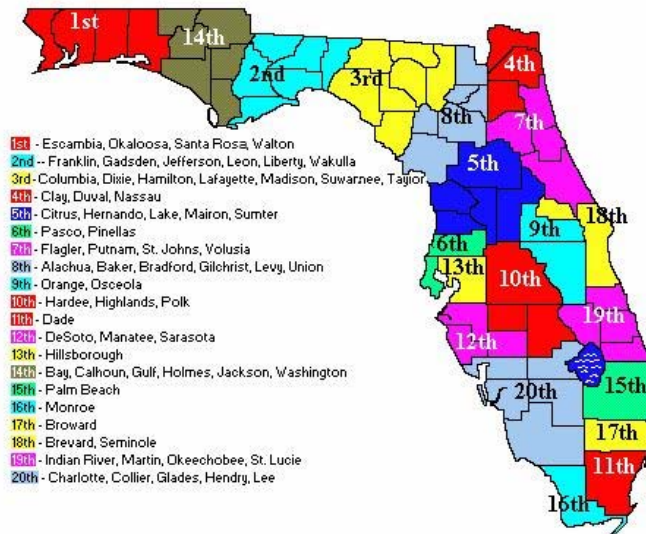 1st
14th
2nd
3rd
8th
4th
7th
5th
6th
9th
18th
13th
10th
12th
19th
20th
15th
17th
11th
16th
1st - Escambia, Okaloosa, Santa Rosa, Walton
2nd -- Franklin, Gadsden, Jefferson, Leon, Liberty, Wakulla
3rd - Columbia, Dixie, Hamilton, Lafayette, Madison, Suwarnee, Taylor
4th - Clay, Duval, Nassau
5th - Citrus, Hernando, Lake, Mairon, Sumter
6th - Pasco, Pinellas
7th - Flagler, Putnam, St. Johns, Volusia
8th - Alachua, Baker, Bradford, Gilchrist, Levy, Union
9th - Orange, Osceola
10th - Hardee, Highlands, Polk
11th - Dade
12th - DeSoto, Manatee, Sarasota
13th - Hillsborough
14th - Bay, Calhoun, Gulf, Holmes, Jackson, Washington
15th - Palm Beach
16th - Monroe
17th - Broward
18th - Brevard, Seminole
19th - Indian River, Martin, Okeechobee, St. Lucie
20th - Charlotte, Collier, Glades, Hendry, Lee